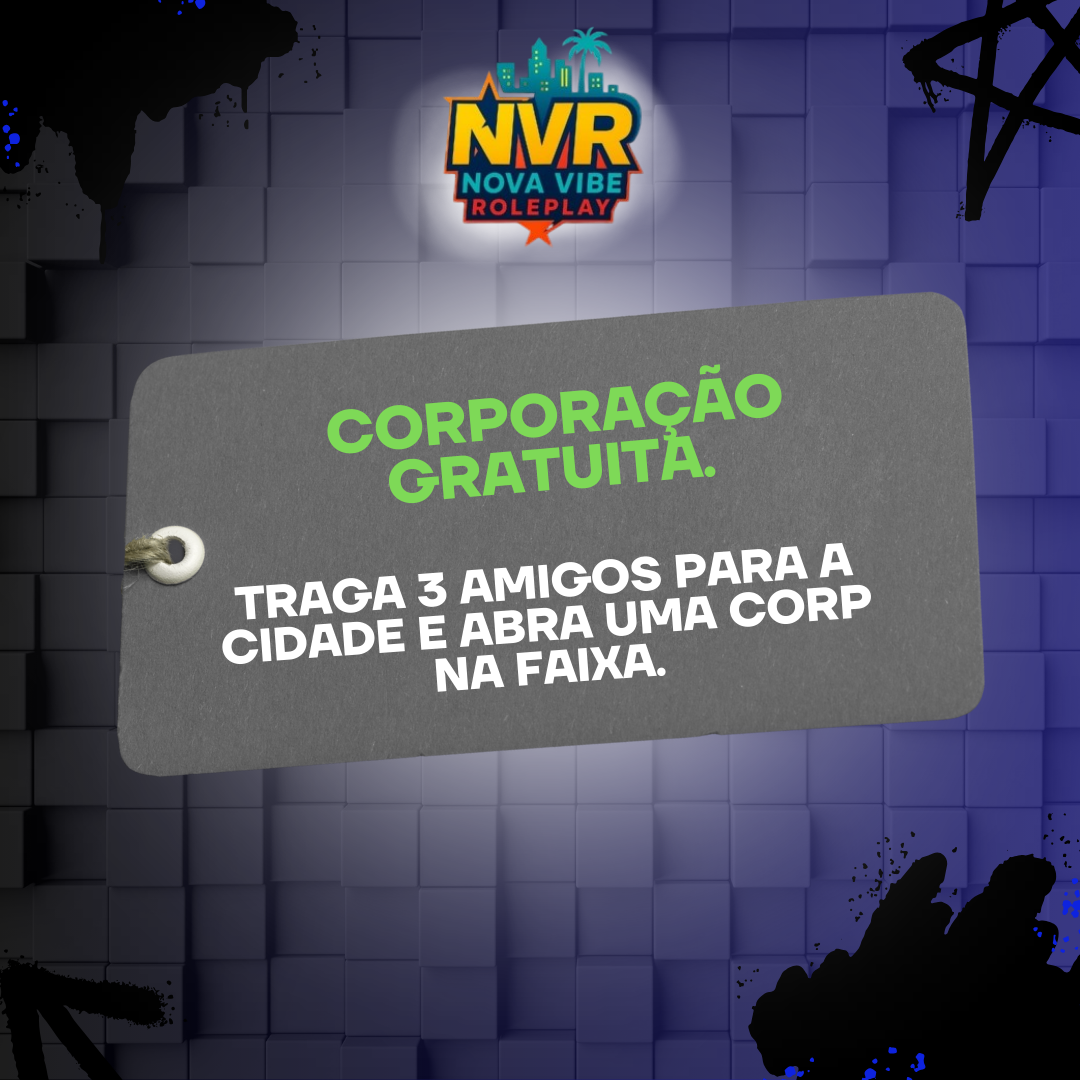 NVR
NOVA VIBE
ROLEPLAY
CORPORAÇÃO
GRATUITA.
TRAGA 3 AMIGOS PARA A
CIDADE E ABRA UMA CORP
NA FAIXA.